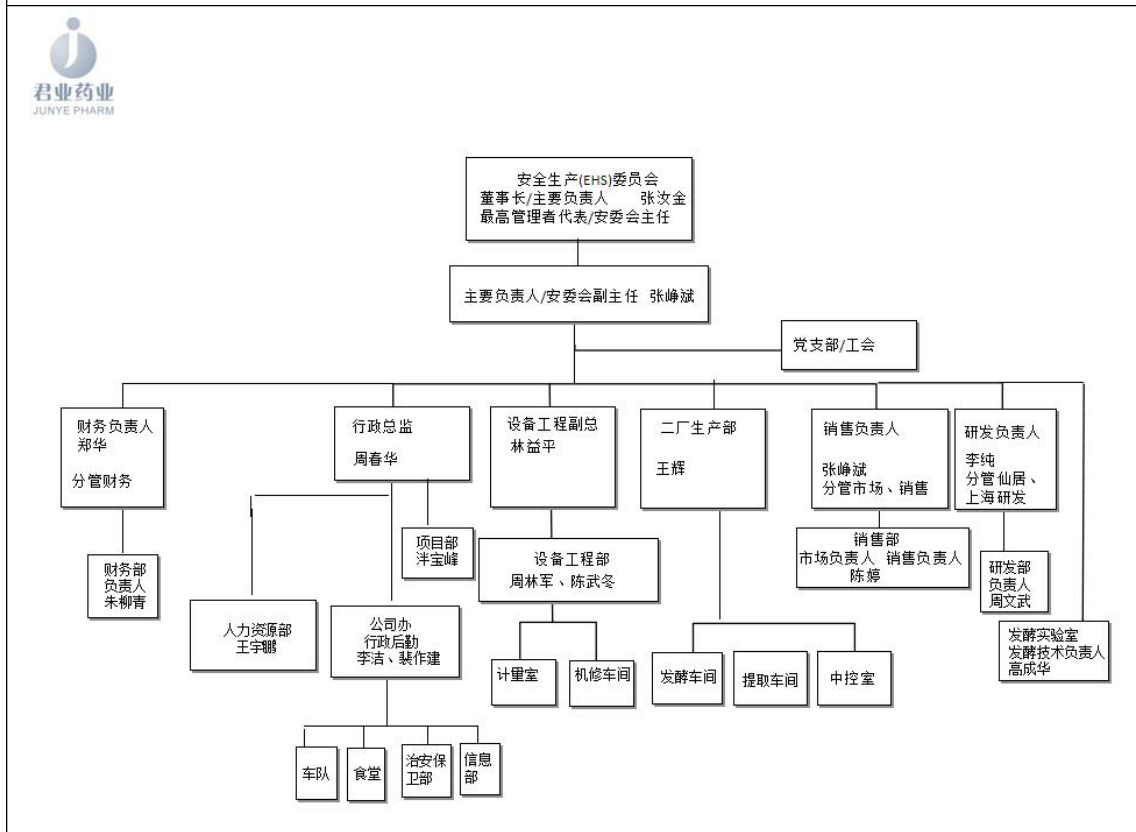 君业药业
JUNYE PHARM
安全生产(EHS)委员会
董事长/主要负责人 张汝金
最高管理者代表/安委会主任
主要负责人/安委会副主任 张峥斌
党支部/工会
财务负责人
郑华
分管财务
行政总监
周春华
设备工程副总
林益平
二厂生产部
王辉
销售负责人
张峥斌
分管市场、销售
研发负责人
李纯
分管仙居、
上海研发
财务部
负责人
朱柳青
项目部
泮宝峰
设备工程部
周林军、陈武冬
销售部
市场负责人 销售负责人
陈婷
研发部
负责人
周文武
人力资源部
王宇鹏
公司办
行政后勤
李洁、裴作建
计量室
机修车间
发酵车间
提取车间
中控室
发酵实验室
发酵技术负责人
高成华
车队
食堂
治安保
卫部
信息
部